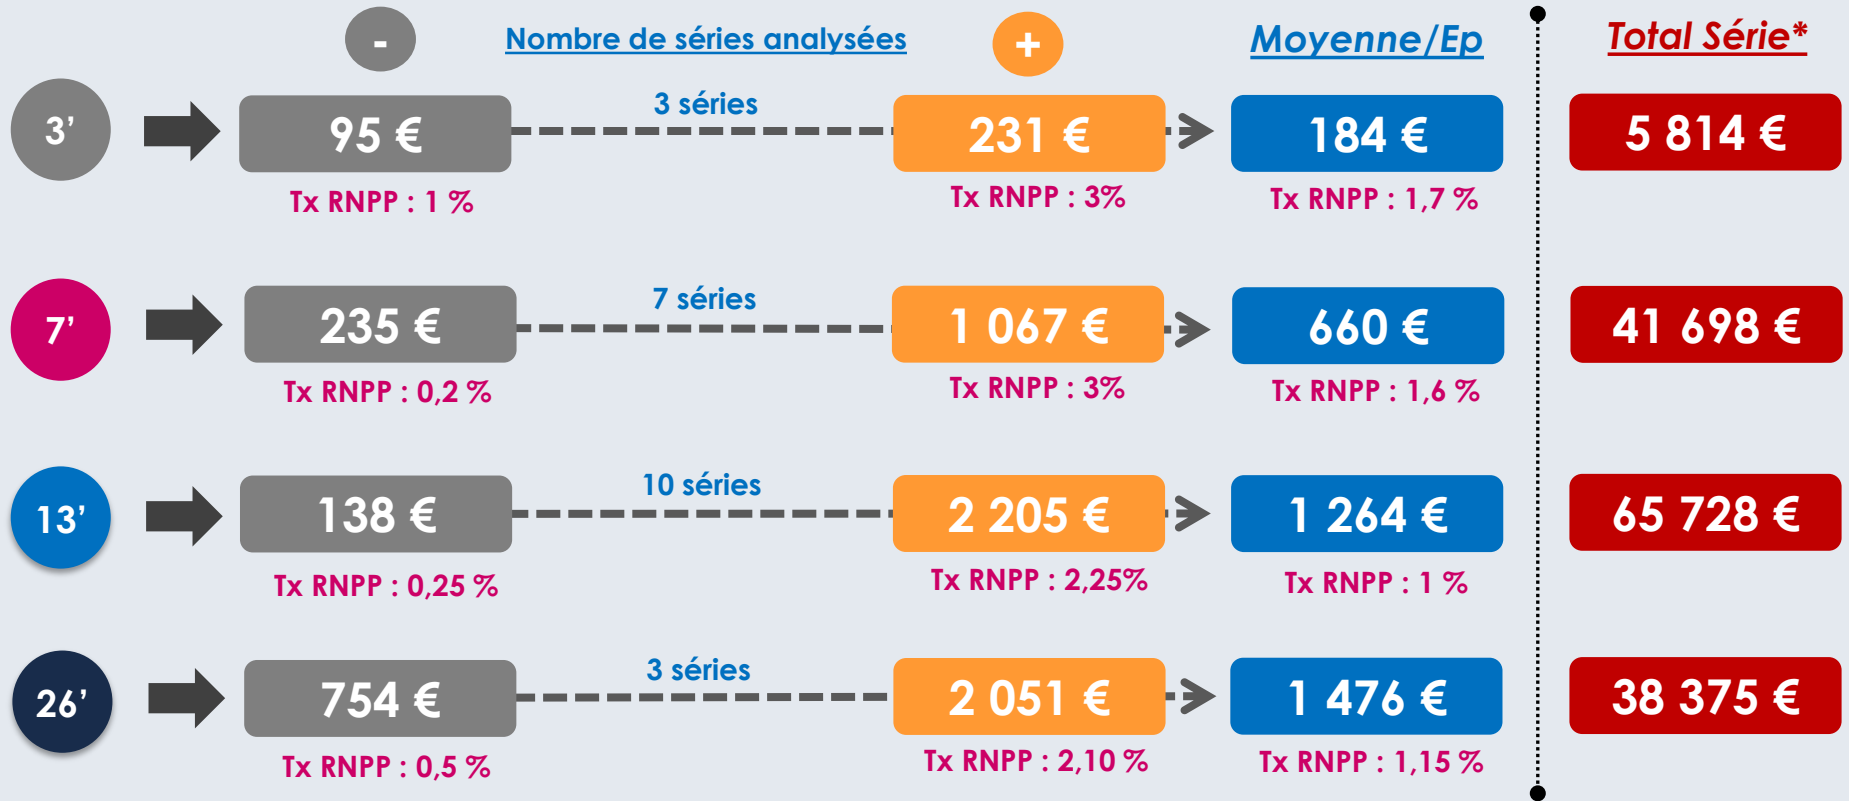 -
Nombre de séries analysées
+
Moyenne/Ep
Total Série*
3’
95 €
3 séries
231 €
184 €
5 814 €
Tx RNPP : 1 %
Tx RNPP : 3%
Tx RNPP : 1,7 %
7’
235 €
7 séries
1 067 €
660 €
41 698 €
Tx RNPP : 0,2 %
Tx RNPP : 3%
Tx RNPP : 1,6 %
13’
138 €
10 séries
2 205 €
1 264 €
65 728 €
Tx RNPP : 0,25 %
Tx RNPP : 2,25%
Tx RNPP : 1 %
26’
754 €
3 séries
2 051 €
1 476 €
38 375 €
Tx RNPP : 0,5 %
Tx RNPP : 2,10 %
Tx RNPP : 1,15 %